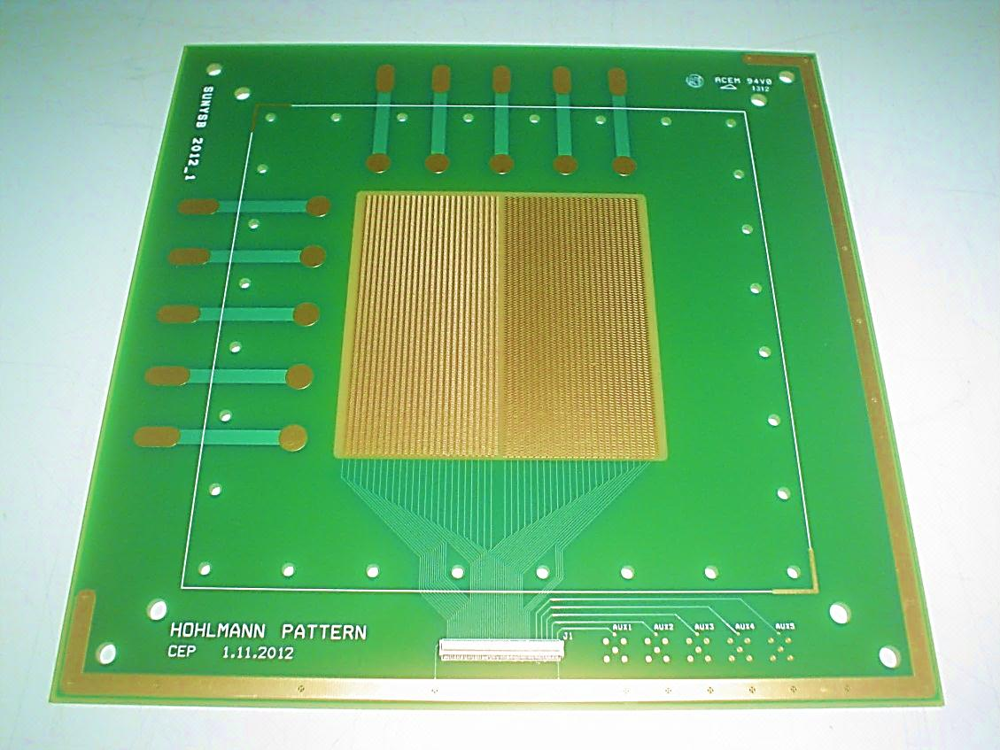 SUNYSB 2012_1
ACEM 94V0
1312
HOHLMANN PATTERN
CEP 1.11.2012
J1
AUX1 AUX2 AUX3 AUX4 AUX5